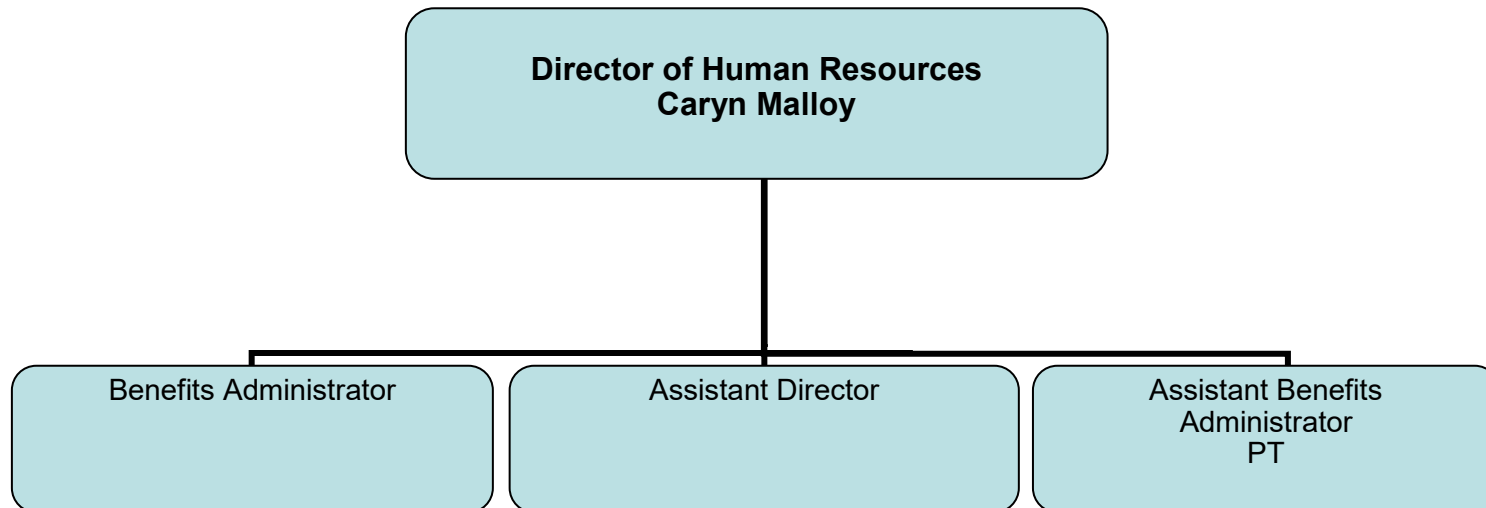 Director of Human Resources
Caryn Malloy
Benefits Administrator
Assistant Director
Assistant Benefits
Administrator
PT